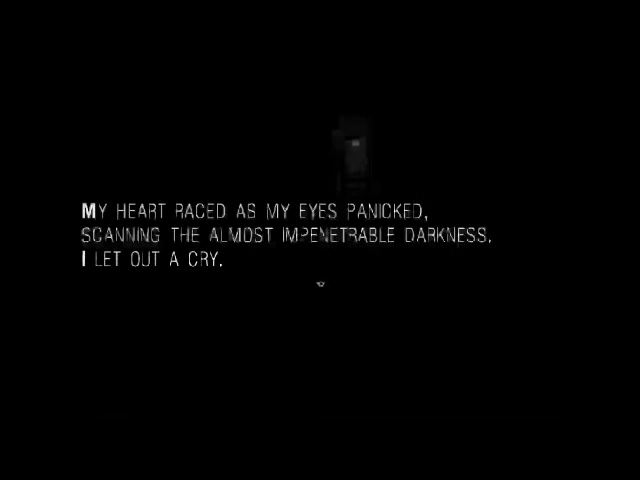 MY HEART RACED AS MY EYES PANICKED,
SCANNING THE ALMOST IMPENETRABLE DARKNESS.
I LET OUT A CRY.